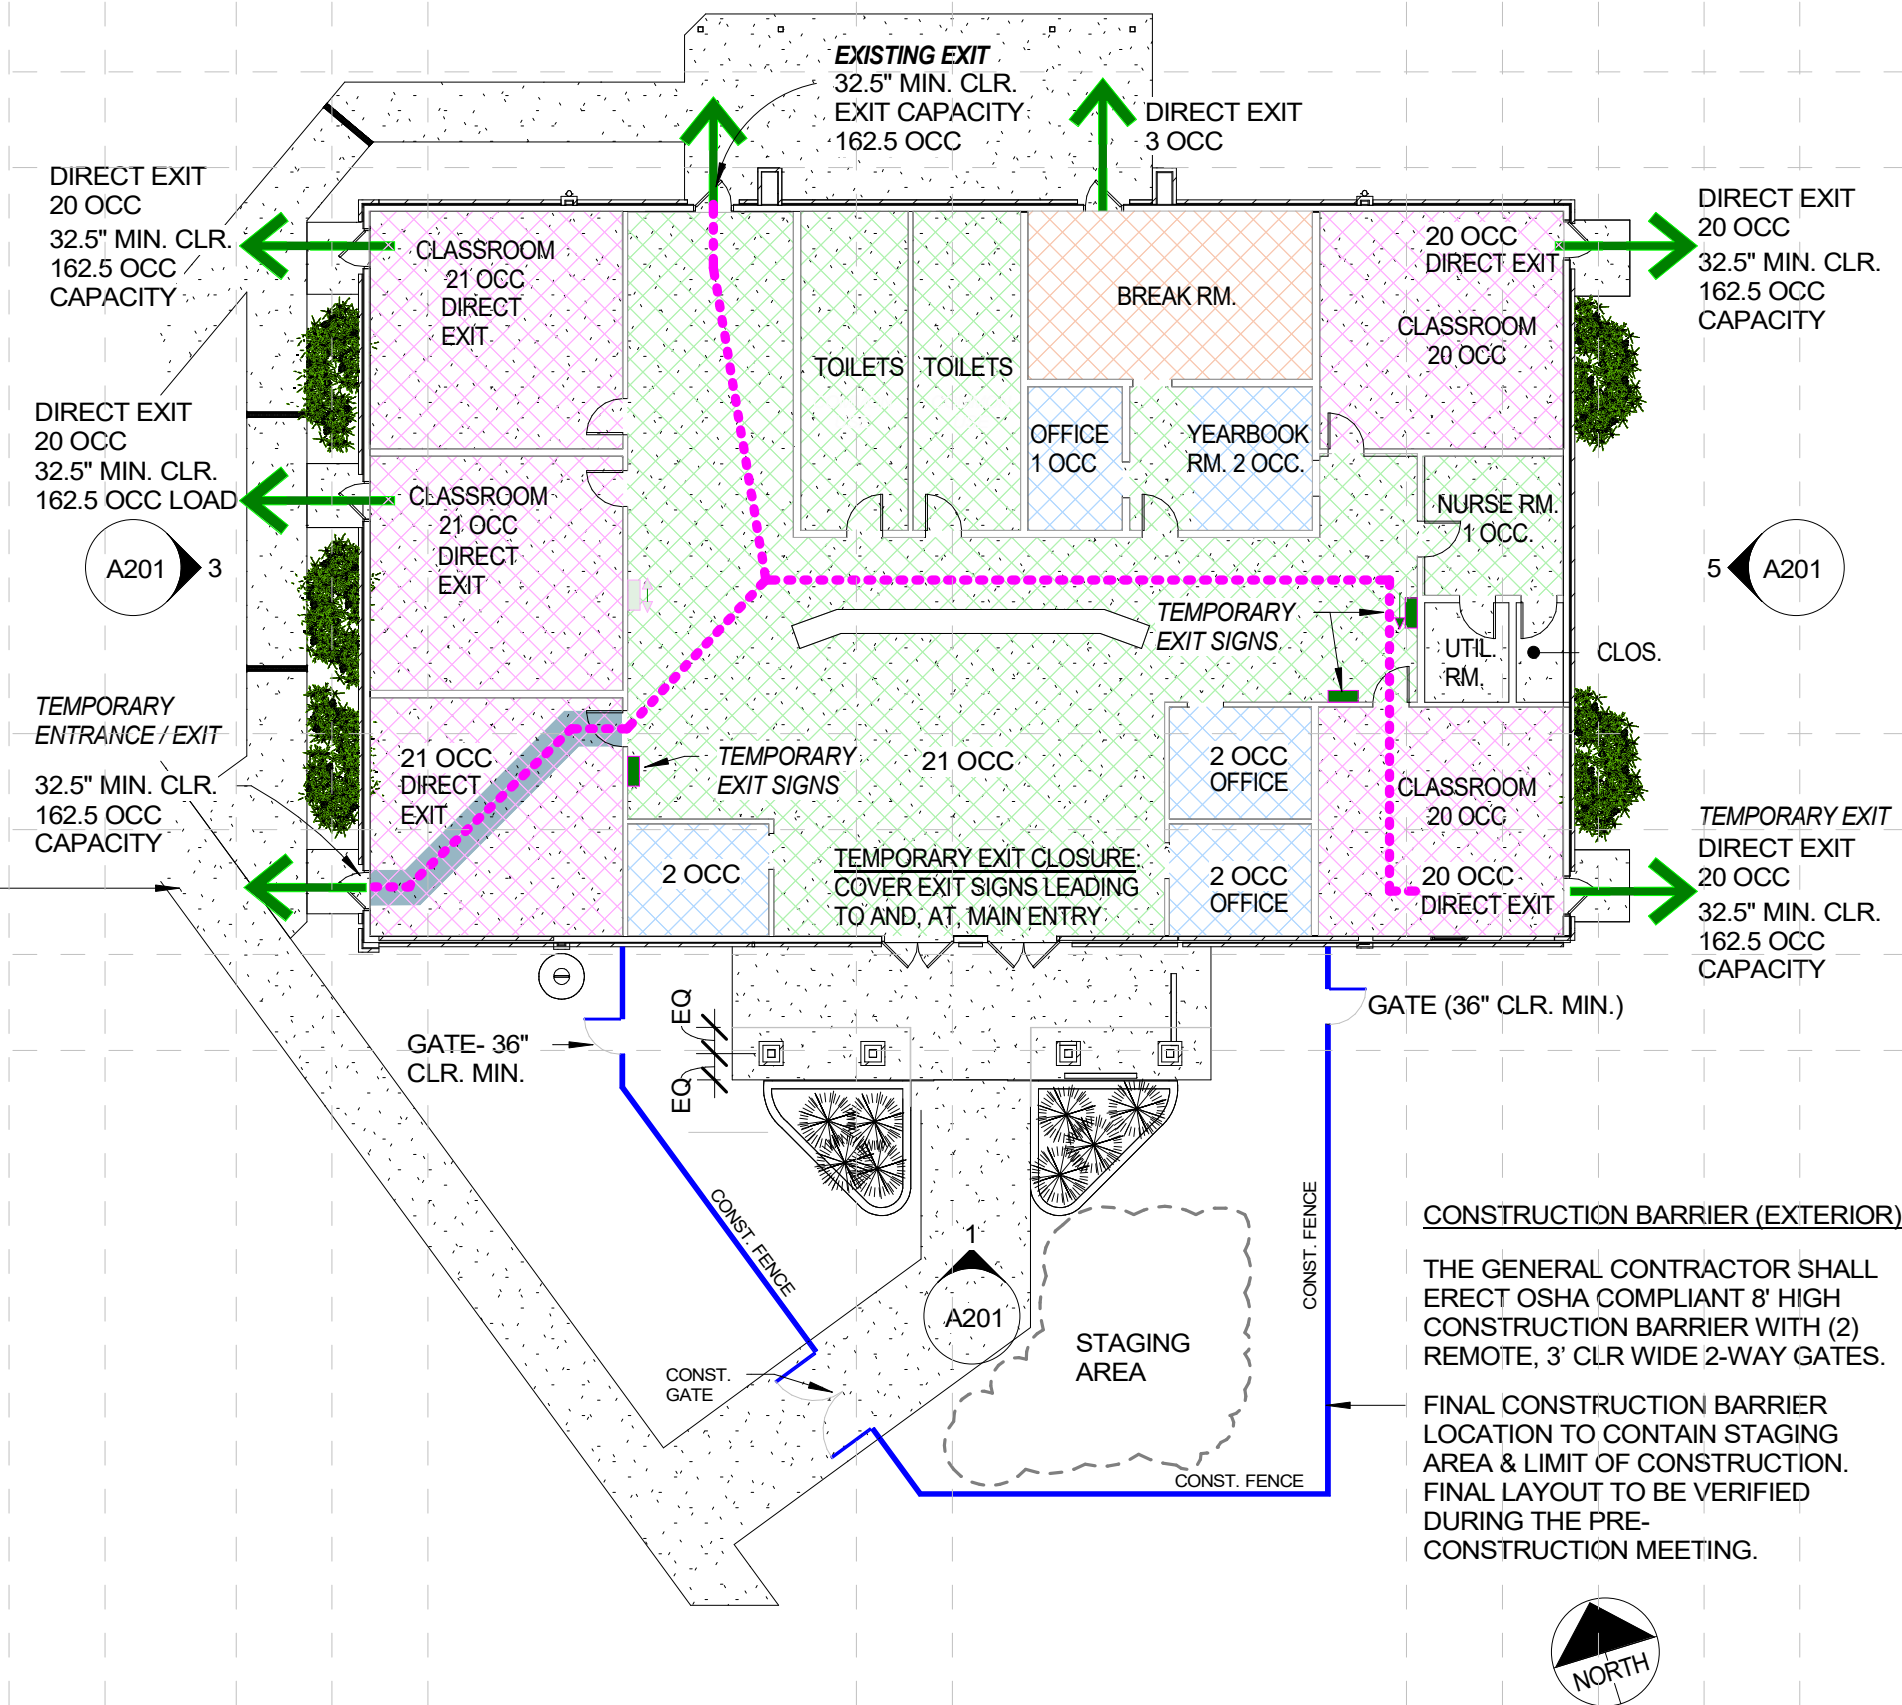 EXISTING EXIT
32.5" MIN. CLR.
EXIT CAPACITY
162.5 OCC
DIRECT EXIT
3 OCC
DIRECT EXIT
20 OCC
32.5" MIN. CLR.
162.5 OCC
CAPACITY
DIRECT EXIT
20 OCC
32.5" MIN. CLR.
162.5 OCC
CAPACITY
CLASSROOM
21 OCC
DIRECT
EXIT
TOILETS
TOILETS
BREAK RM.
20 OCC
DIRECT EXIT
CLASSROOM
20 OCC
DIRECT EXIT
20 OCC
32.5" MIN. CLR.
162.5 OCC LOAD
CLASSROOM
21 OCC
DIRECT
EXIT
OFFICE
1 OCC
YEARBOOK
RM. 2 OCC.
NURSE RM.
1 OCC.
A201
3
5
A201
TEMPORARY
EXIT SIGNS
UTIL.
RM.
CLOS.
TEMPORARY
ENTRANCE / EXIT
32.5" MIN. CLR.
162.5 OCC
CAPACITY
21 OCC
DIRECT
EXIT
TEMPORARY
EXIT SIGNS
21 OCC
2 OCC
OFFICE
CLASSROOM
20 OCC
TEMPORARY EXIT
DIRECT EXIT
20 OCC
32.5" MIN. CLR.
162.5 OCC
CAPACITY
2 OCC
TEMPORARY EXIT CLOSURE:
COVER EXIT SIGNS LEADING
TO AND, AT, MAIN ENTRY
2 OCC
OFFICE
20 OCC
DIRECT EXIT
GATE- 36"
CLR. MIN.
EQ
EQ
GATE (36" CLR. MIN.)
CONST. FENCE
CONST. FENCE
1
A201
STAGING
AREA
CONST.
GATE
CONST. FENCE
CONSTRUCTION BARRIER (EXTERIOR)
THE GENERAL CONTRACTOR SHALL
ERECT OSHA COMPLIANT 8' HIGH
CONSTRUCTION BARRIER WITH (2)
REMOTE, 3' CLR WIDE 2-WAY GATES.
FINAL CONSTRUCTION BARRIER
LOCATION TO CONTAIN STAGING
AREA & LIMIT OF CONSTRUCTION.
FINAL LAYOUT TO BE VERIFIED
DURING THE PRE-
CONSTRUCTION MEETING.
NORTH